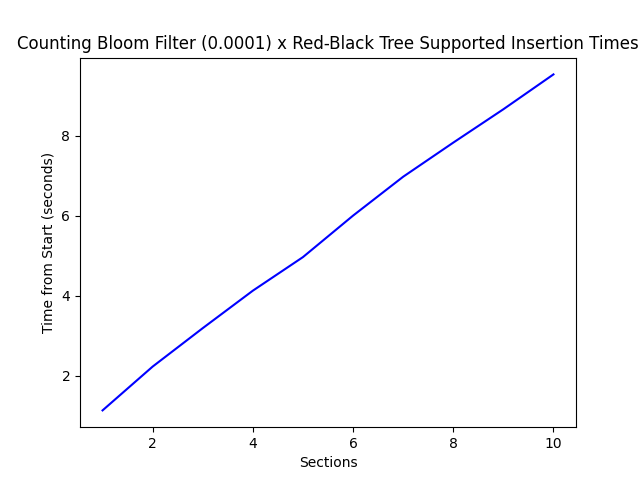 Counting Bloom Filter (0.0001) x Red-Black Tree Supported Insertion Times
Time from Start (seconds)
8
6
4
2
2 4 6 8 10
Sections